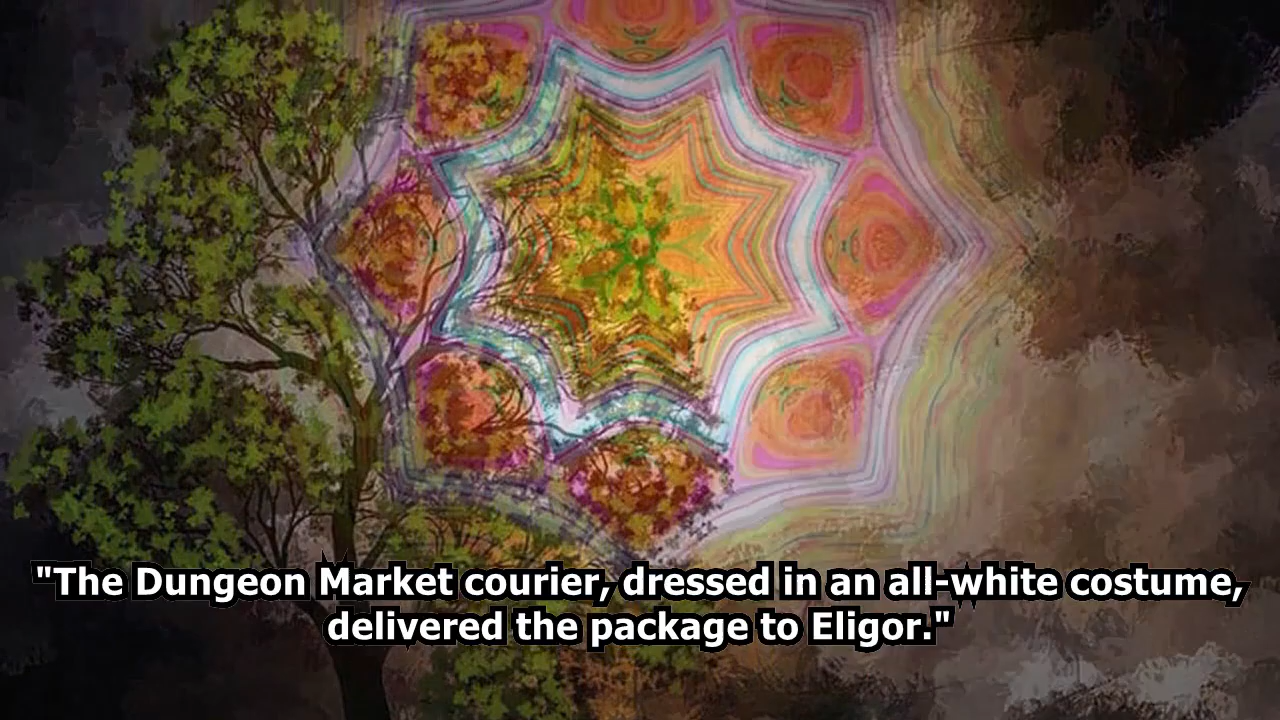 "The Dungeon Market courier, dressed in an all-white costume,
delivered the package to Eligor."